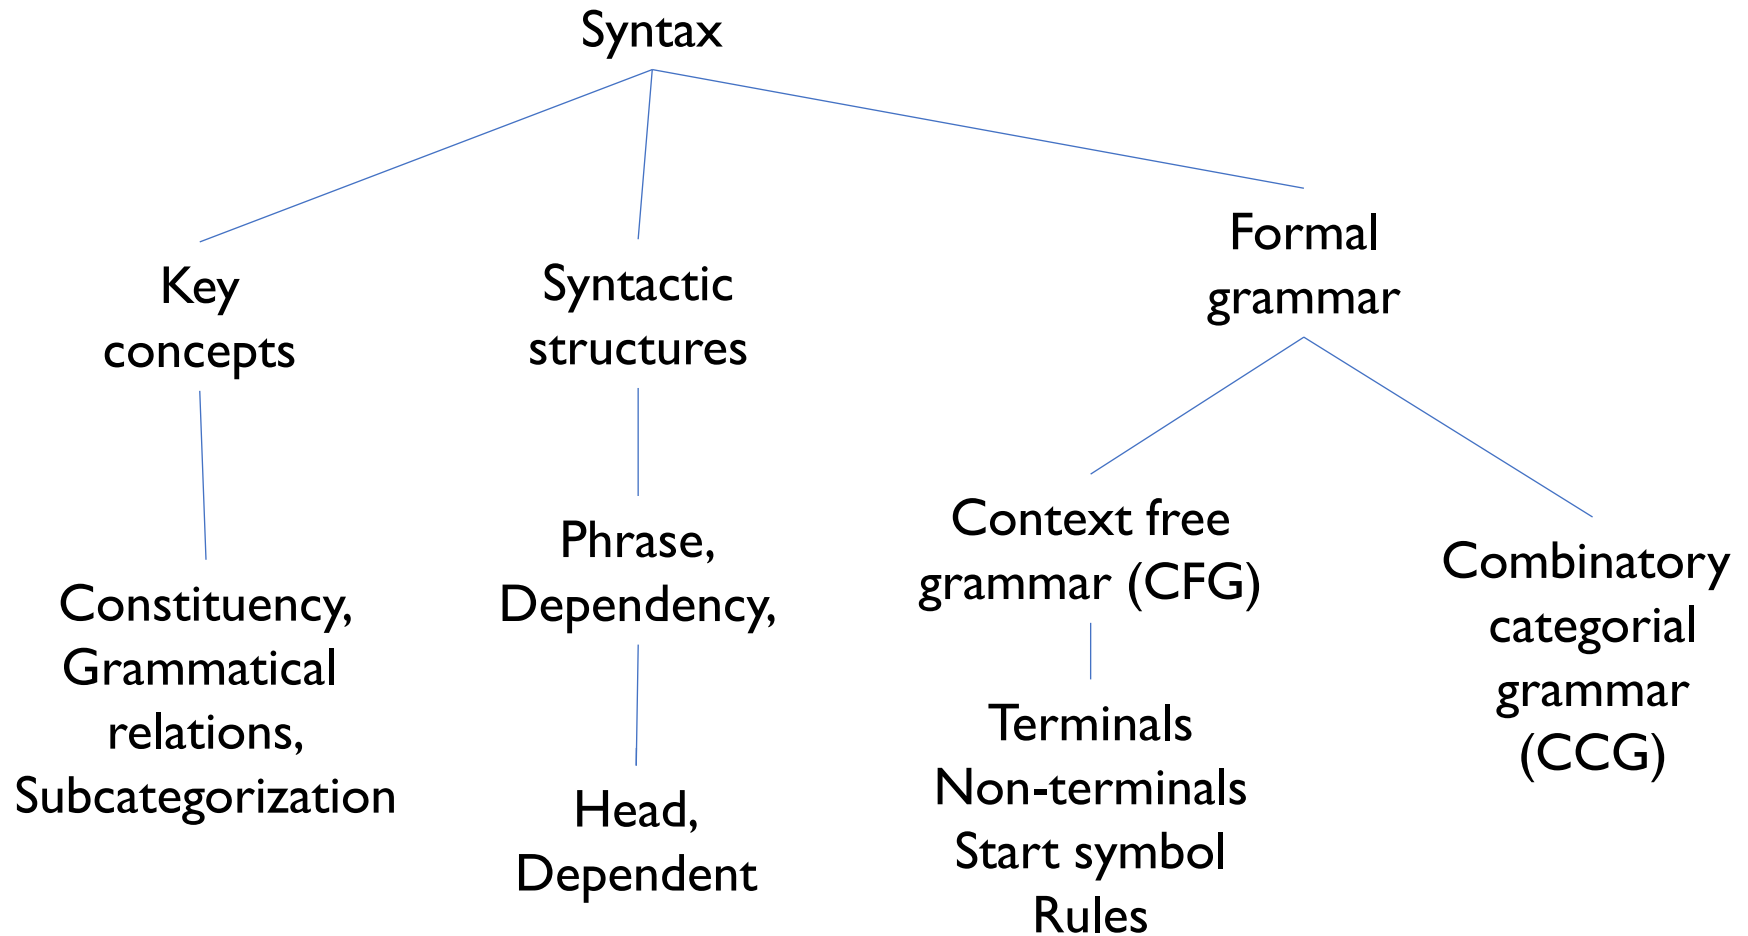 Syntax
Key
concepts
Syntactic
structures
Formal
grammar
Constituency,
Grammatical
relations,
Subcategorization
Phrase,
Dependency,
Head,
Dependent
Context free
grammar (CFG)
Terminals
Non-terminals
Start symbol
Rules
Combinatory
categorial
grammar
(CCG)